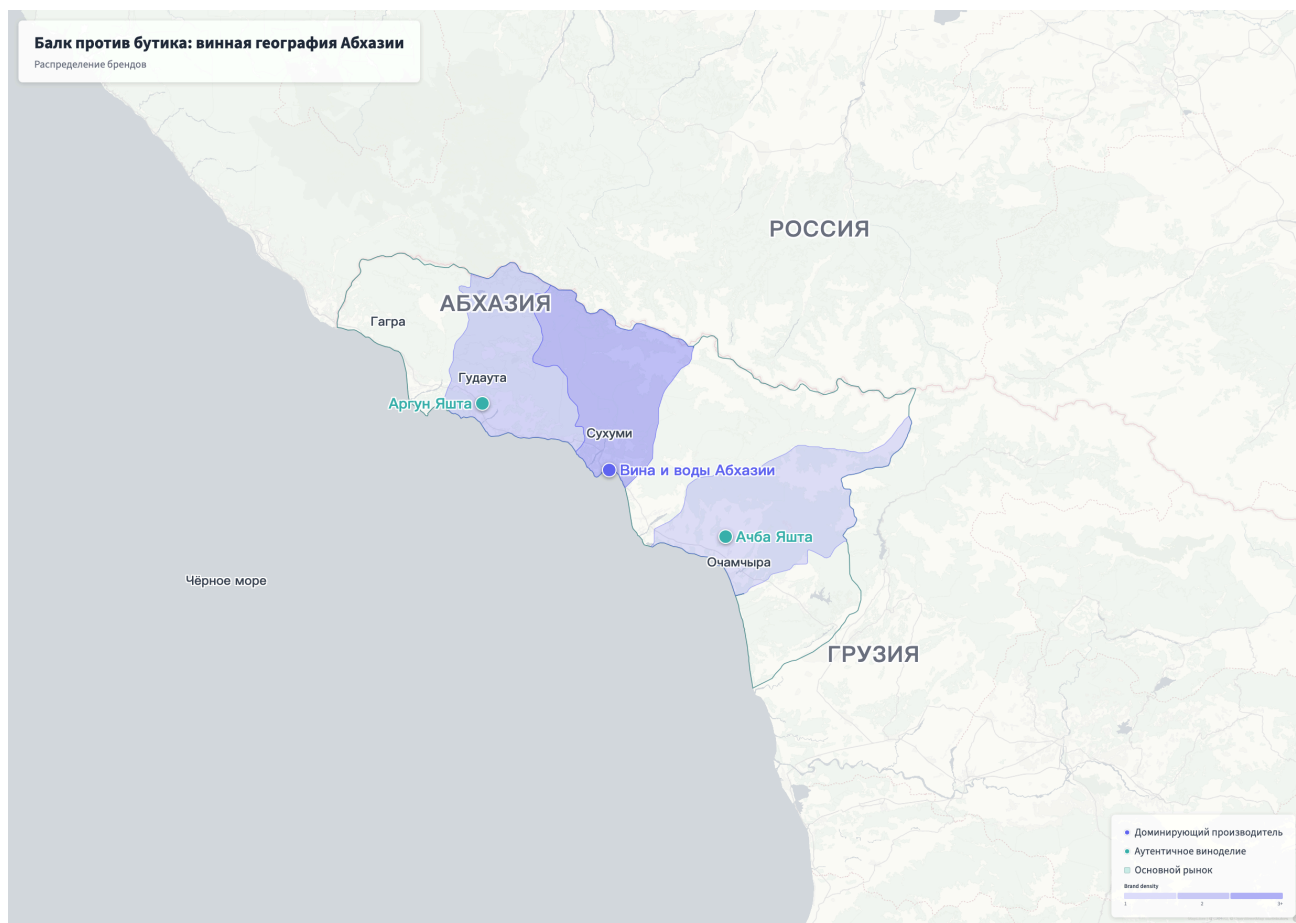 Балк против бутика: винная география Абхазии
Распределение брендов
РОССИЯ
АБХАЗИЯ
Гагра
Гудаута
Аргун Яшта
Сухуми
Вина и воды Абхазии
Ачба Яшта
Очамчыра
Чёрное море
ГРУЗИЯ
Доминирующий производитель
Аутентичное виноделие
Основной рынок
Brand density
1 2 3+